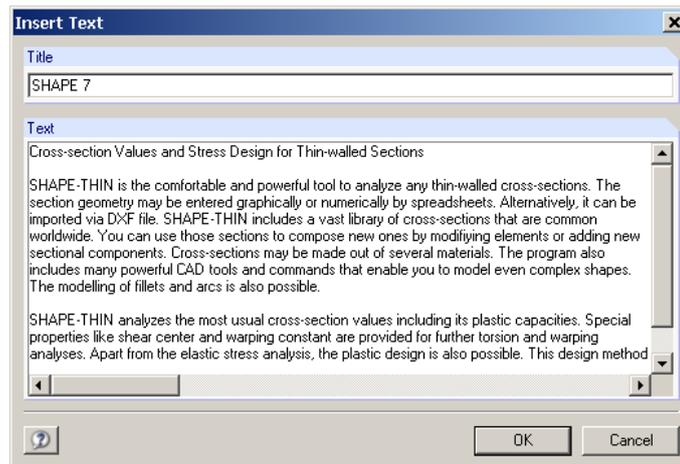 Insert Text
Title
SHAPE 7
Text
Cross-section Values and Stress Design for Thin-walled Sections
SHAPE-THIN is the comfortable and powerful tool to analyze any thin-walled cross-sections. The
section geometry may be entered graphically or numerically by spreadsheets. Alternatively, it can be
imported via DXF file. SHAPE-THIN includes a vast library of cross-sections that are common
worldwide. You can use those sections to compose new ones by modifiying elements or adding new
sectional components. Cross-sections may be made out of several materials. The program also
includes many powerful CAD tools and commands that enable you to model even complex shapes.
The modelling of fillets and arcs is also possible.
SHAPE-THIN analyzes the most usual cross-section values including its plastic capacities. Special
properties like shear center and warping constant are provided for further torsion and warping
analyses. Apart from the elastic stress analysis, the plastic design is also possible. This design method
OK Cancel